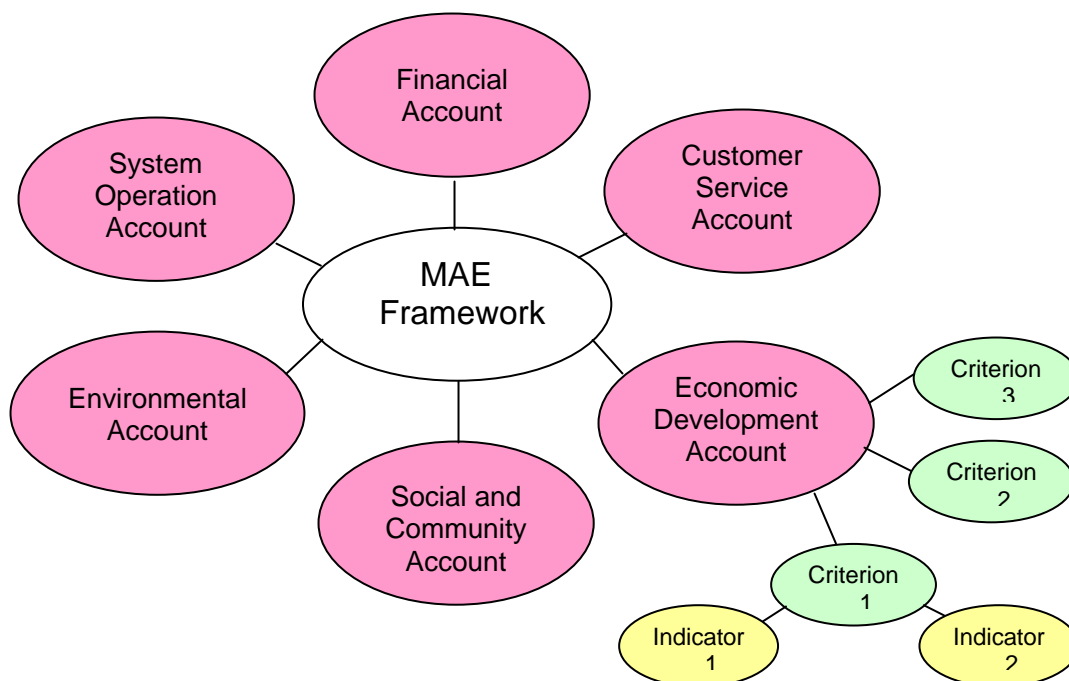 Financial
Account
System
Operation
Account
Customer
Service
Account
MAE
Framework
Environmental
Account
Social and
Community
Account
Economic
Development
Account
Criterion
3
Criterion
2
Criterion
1
Indicator
1
Indicator
2